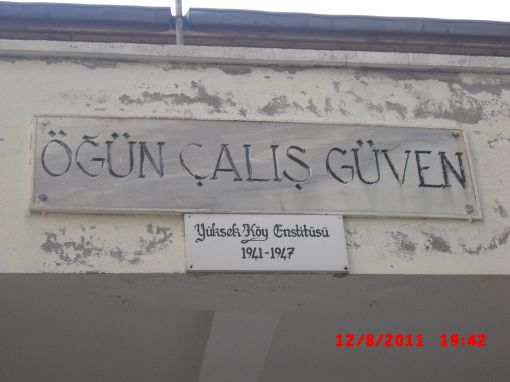 ÖĞÜN ÇALIŞ GÜVEN
Yüksek Köy Enstitüsü
1941-1947
12/8/2011 19:42